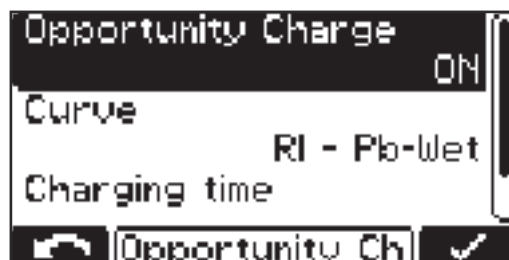 Opportunity Charge
ON
Curve
RI - Pb-Wet
Charging time
Opportunity Ch